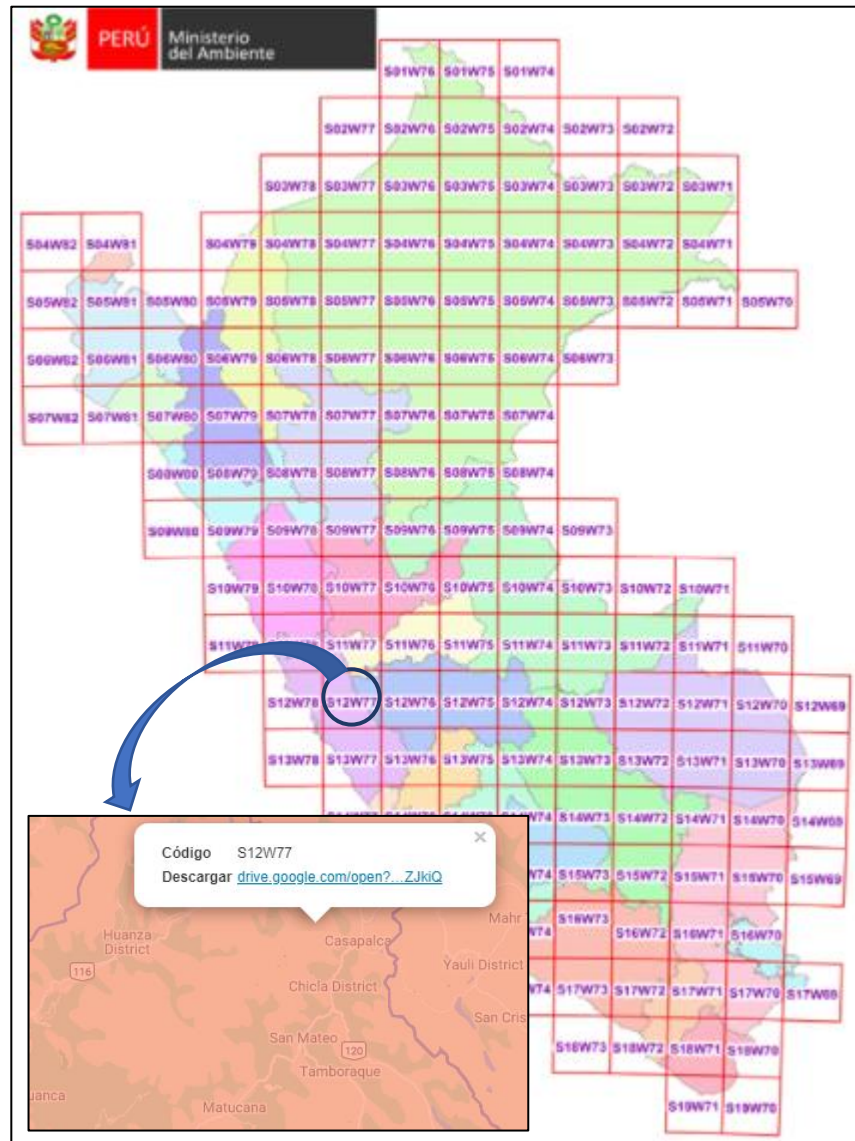 PERÚ Ministerio del Ambiente
S01W76 S01W75 S01W74
S02W77 S02W76 S02W75 S02W74 S02W73 S02W72
S03W78 S03W77 S03W76 S03W75 S03W74 S03W73 S03W72 S03W71
S04W82 S04W81 S04W79 S04W78 S04W77 S04W76 S04W75 S04W74 S04W73 S04W72 S04W71
S05W82 S05W81 S05W80 S05W79 S05W78 S05W77 S05W76 S05W75 S05W74 S05W73 S05W72 S05W71 S05W70
S06W82 S06W81 S06W80 S06W79 S06W78 S06W77 S06W76 S06W75 S06W74 S06W73
S07W82 S07W81 S07W80 S07W79 S07W78 S07W77 S07W76 S07W75 S07W74
S08W80 S08W79 S08W78 S08W77 S08W76 S08W75 S08W74
S09W80 S09W79 S09W78 S09W77 S09W76 S09W75 S09W74 S09W73
S10W79 S10W78 S10W77 S10W76 S10W75 S10W74 S10W73 S10W72 S10W71
S11W77 S11W76 S11W75 S11W74 S11W73 S11W72 S11W71 S11W70
S12W78 S12W77 S12W76 S12W75 S12W74 S12W73 S12W72 S12W71 S12W70 S12W69
S13W78 S13W77 S13W76 S13W75 S13W74 S13W73 S13W72 S13W71 S13W70 S13W69
W74 S14W73 S14W72 S14W71 S14W70 S14W69
W74 S15W73 S15W72 S15W71 S15W70 S15W69
W74 S16W73 S16W72 S16W71 S16W70
W74 S17W73 S17W72 S17W71 S17W70 S17W69
S18W73 S18W72 S18W71 S18W70
S19W71 S19W70
Código S12W77
Descargar drive.google.com/open?...ZJkiQ
Huanza District
Casapalca
Mahr
116
Yauli District
Chicla District
San Cris
San Mateo
120
Tamboraque
uanca
Matucana